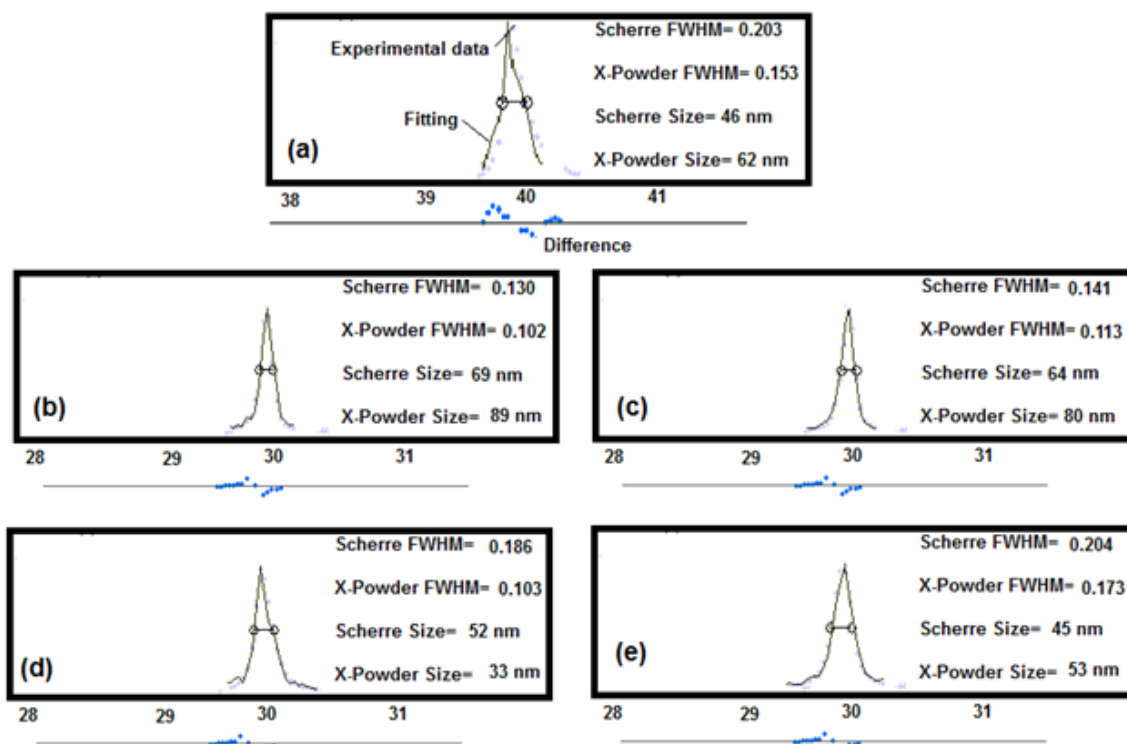 Experimental data
Fitting
(a)
Scherre FWHM= 0.203
X-Powder FWHM= 0.153
Scherre Size= 46 nm
X-Powder Size= 62 nm
38 39 40 41
Difference
(b)
Scherre FWHM= 0.130
X-Powder FWHM= 0.102
Scherre Size= 69 nm
X-Powder Size= 89 nm
28 29 30 31
(c)
Scherre FWHM= 0.141
X-Powder FWHM= 0.113
Scherre Size= 64 nm
X-Powder Size= 80 nm
28 29 30 31
(d)
Scherre FWHM= 0.186
X-Powder FWHM= 0.103
Scherre Size= 52 nm
X-Powder Size= 33 nm
28 29 30 31
(e)
Scherre FWHM= 0.204
X-Powder FWHM= 0.173
Scherre Size= 45 nm
X-Powder Size= 53 nm
28 29 30 31